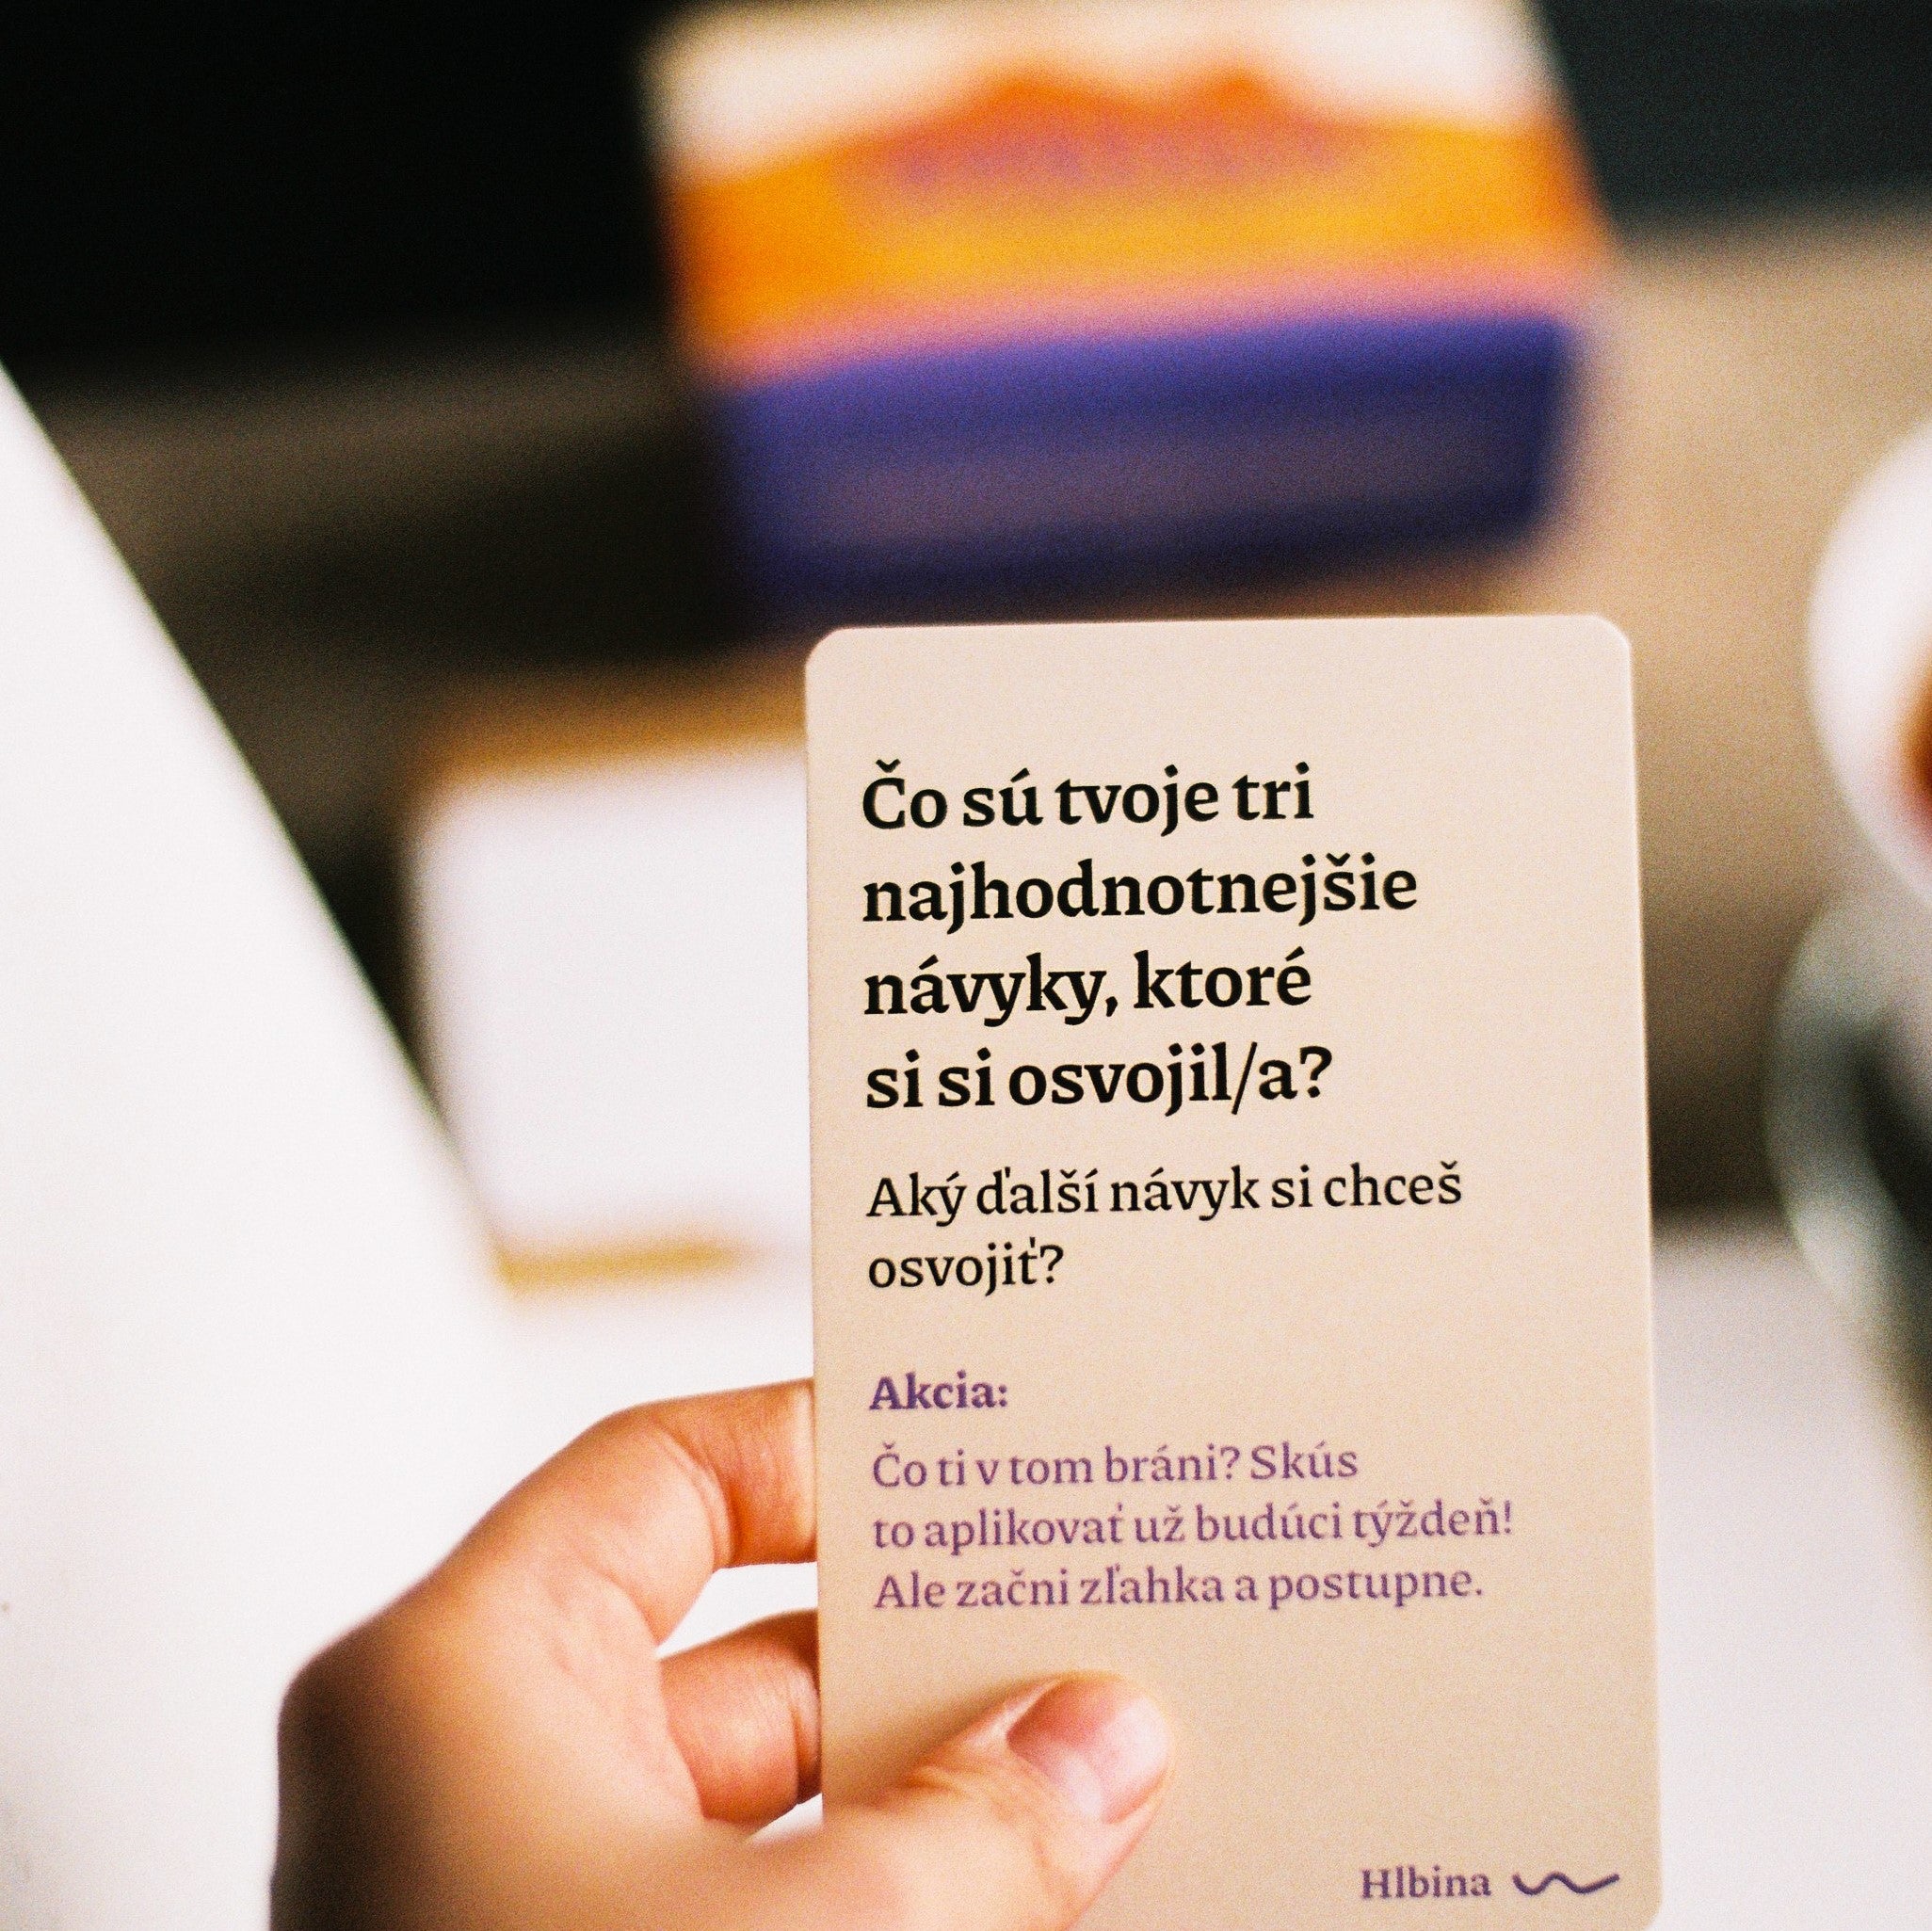 Čo sú tvoje tri
najhodnotnejšie
návyky, ktoré
si si osvojil/a?
Aký ďalší návyk si chceš
osvojiť?
Akcia:
Čo ti v tom bráni? Skús
to aplikovať už budúci týždeň!
Ale začni zľahka a postupne.
Hlbina